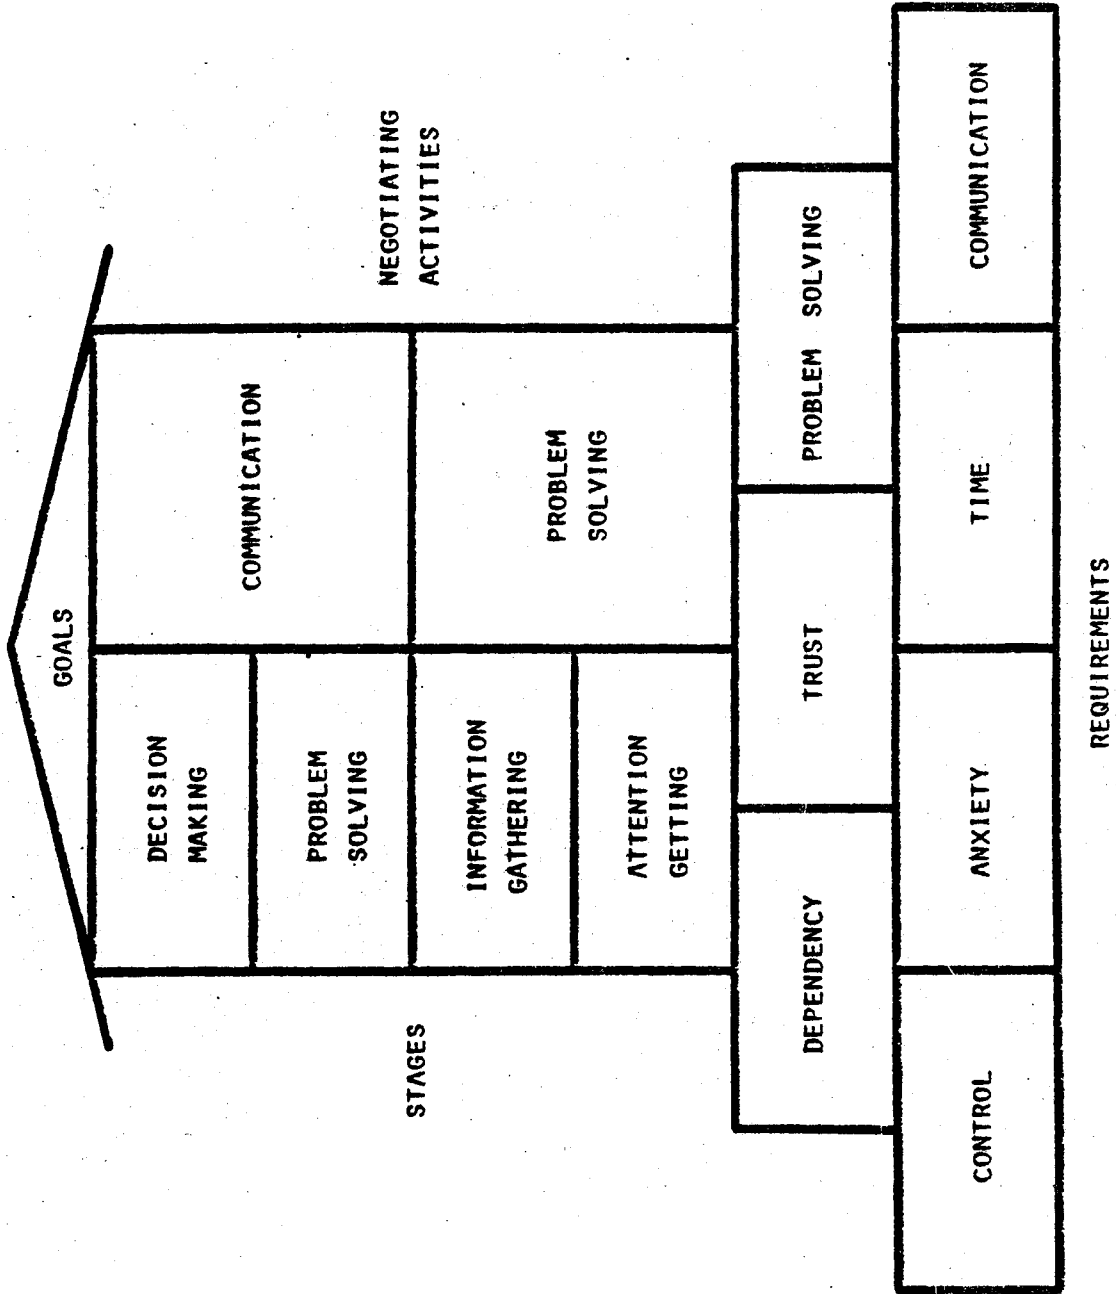 GOALS
DECISION
MAKING
COMMUNICATION
PROBLEM
SOLVING
STAGES
NEGOTIATING
ACTIVITIES
INFORMATION
GATHERING
PROBLEM
SOLVING
ATTENTION
GETTING
DEPENDENCY
TRUST
PROBLEM SOLVING
CONTROL
ANXIETY
TIME
COMMUNICATION
REQUIREMENTS